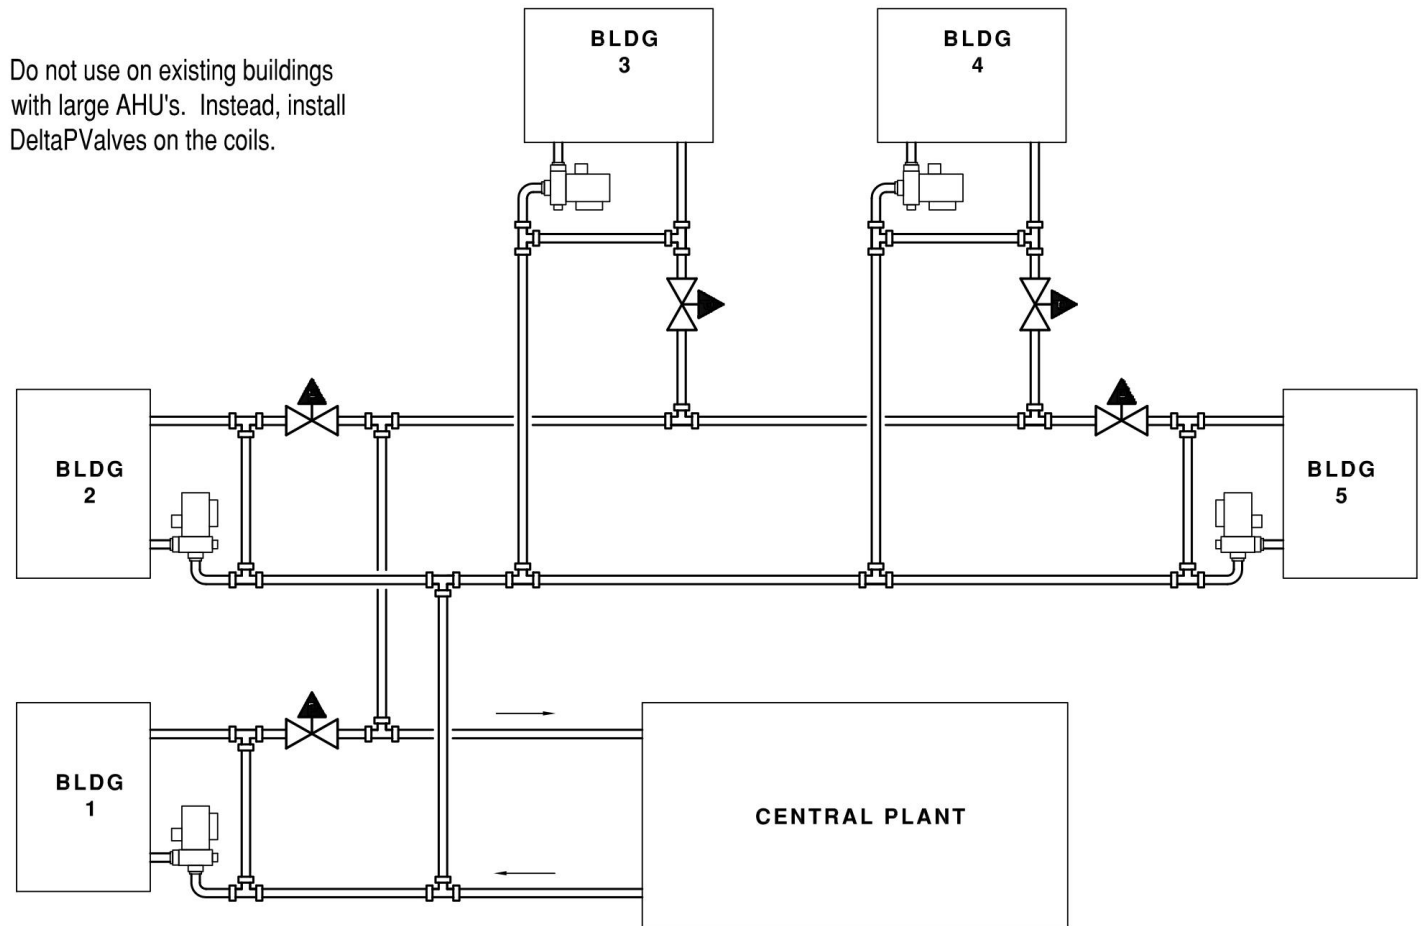 Do not use on existing buildings
with large AHU's. Instead, install
DeltaPValves on the coils.
BLDG
3
BLDG
4
BLDG
2
BLDG
5
BLDG
1
CENTRAL PLANT